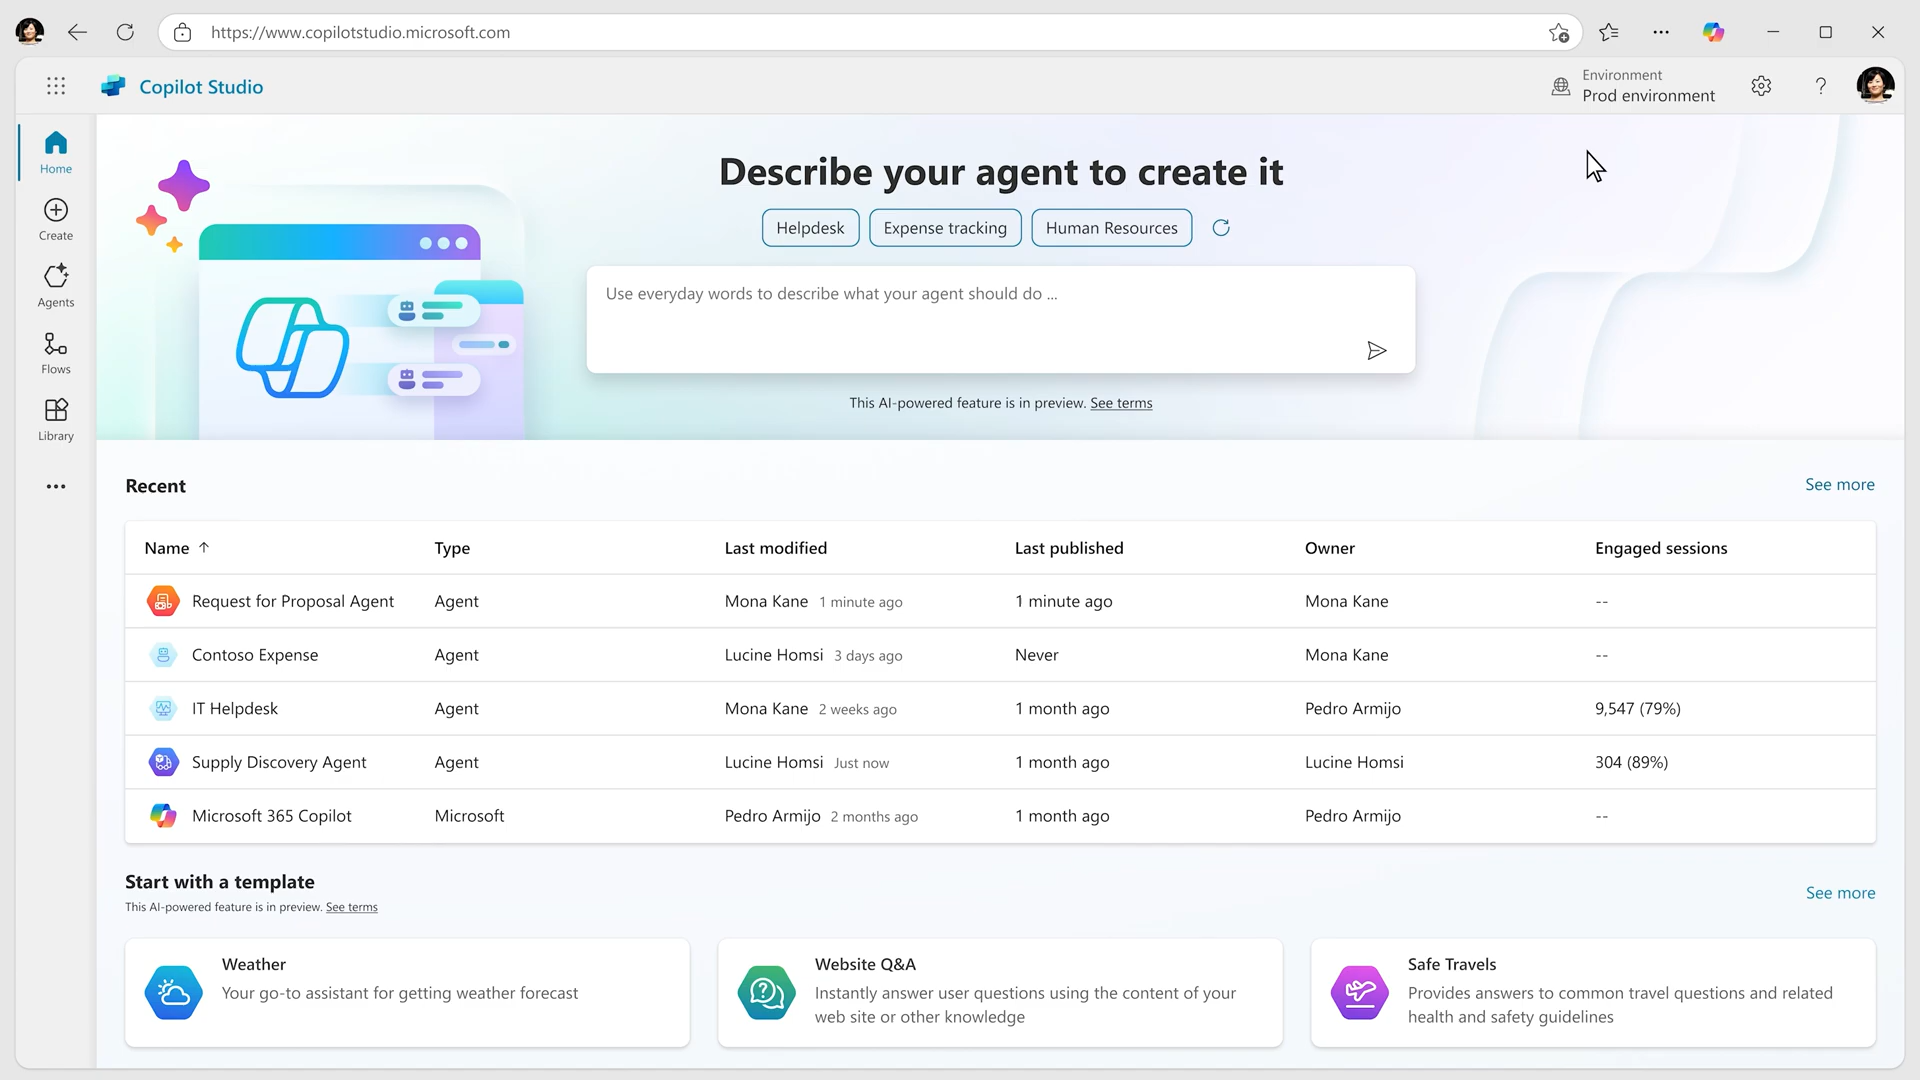 https://www.copilotstudio.microsoft.com
Copilot Studio
Environment
Prod environment
Home
Create
Agents
Flows
Library
Describe your agent to create it
Helpdesk
Expense tracking
Human Resources
Use everyday words to describe what your agent should do ...
This AI-powered feature is in preview. See terms
Recent
See more
Name Type Last modified Last published Owner Engaged sessions
Request for Proposal Agent Agent Mona Kane 1 minute ago 1 minute ago Mona Kane --
Contoso Expense Agent Lucine Homsi 3 days ago Never Mona Kane --
IT Helpdesk Agent Mona Kane 2 weeks ago 1 month ago Pedro Armijo 9,547 (79%)
Supply Discovery Agent Agent Lucine Homsi Just now 1 month ago Lucine Homsi 304 (89%)
Microsoft 365 Copilot Microsoft Pedro Armijo 2 months ago 1 month ago Pedro Armijo --
Start with a template
This AI-powered feature is in preview. See terms
See more
Weather
Your go-to assistant for getting weather forecast
Website Q&A
Instantly answer user questions using the content of your
web site or other knowledge
Safe Travels
Provides answers to common travel questions and related
health and safety guidelines